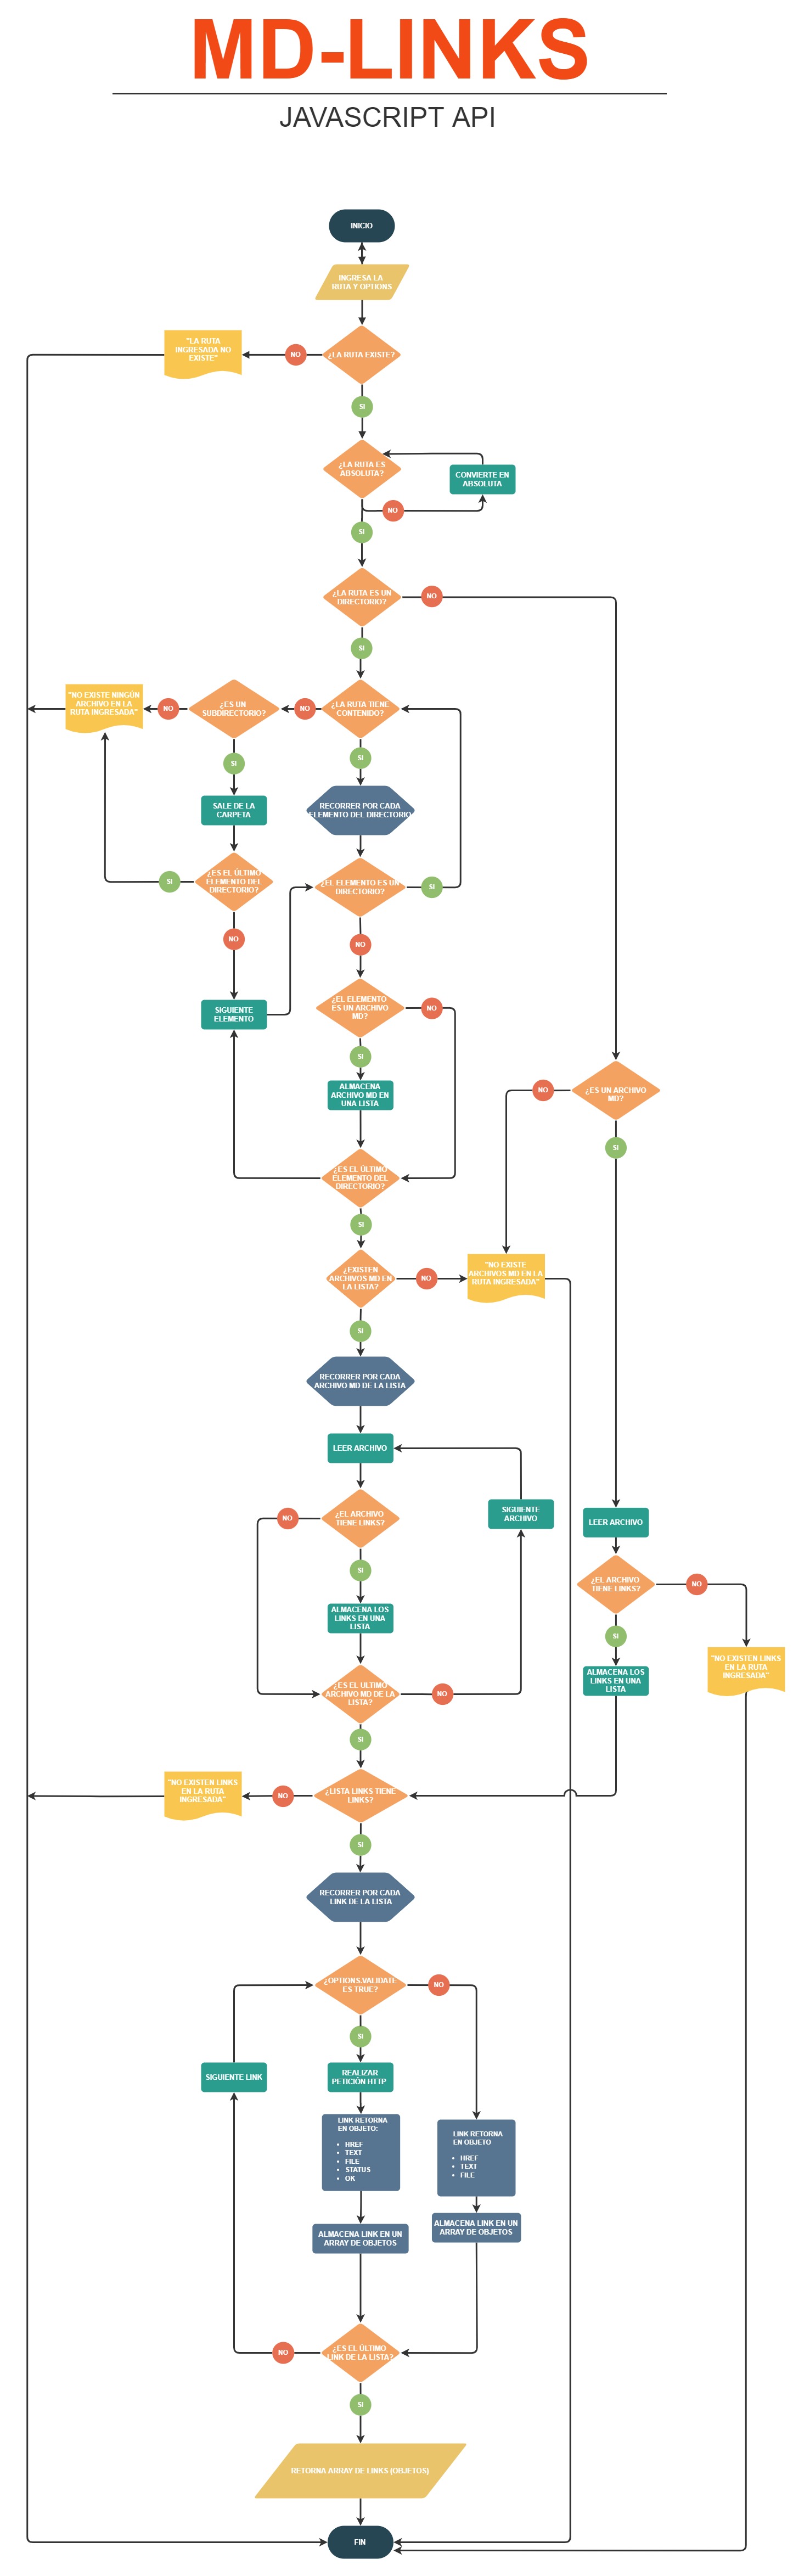 MD-LINKS
JAVASCRIPT API
INICIO
INGRESA LA
RUTA Y OPTIONS
"LA RUTA
INGRESADA NO
EXISTE"
NO
¿LA RUTA EXISTE?
SI
¿LA RUTA ES
ABSOLUTA?
CONVIERTE EN
ABSOLUTA
NO
SI
¿LA RUTA ES UN
DIRECTORIO?
NO
SI
"NO EXISTE NINGÚN
ARCHIVO EN LA
RUTA INGRESADA"
NO
¿ES UN
SUBDIRECTORIO?
NO
¿LA RUTA TIENE
CONTENIDO?
SI
SI
SALE DE LA
CARPETA
RECORRER POR CADA
ELEMENTO DEL DIRECTORIO
SI
¿ES EL ÚLTIMO
ELEMENTO DEL
DIRECTORIO?
¿EL ELEMENTO ES UN
DIRECTORIO?
SI
NO
NO
SIGUIENTE
ELEMENTO
¿EL ELEMENTO
ES UN ARCHIVO
MD?
NO
SI
ALMACENA
ARCHIVO MD EN
UNA LISTA
NO
¿ES UN ARCHIVO
MD?
SI
¿ES EL ÚLTIMO
ELEMENTO DEL
DIRECTORIO?
SI
¿EXISTEN
ARCHIVOS MD EN
LA LISTA?
NO
"NO EXISTE
ARCHIVOS MD EN LA
RUTA INGRESADA"
SI
RECORRER POR CADA
ARCHIVO MD DE LA LISTA
LEER ARCHIVO
NO
¿EL ARCHIVO
TIENE LINKS?
SIGUIENTE
ARCHIVO
LEER ARCHIVO
SI
¿EL ARCHIVO
TIENE LINKS?
NO
ALMACENA LOS
LINKS EN UNA
LISTA
SI
"NO EXISTEN LINKS
EN LA RUTA
INGRESADA"
ALMACENA LOS
LINKS EN UNA
LISTA
¿ES EL ULTIMO
ARCHIVO MD DE LA
LISTA?
NO
SI
"NO EXISTEN LINKS
EN LA RUTA
INGRESADA"
NO
¿LISTA LINKS TIENE
LINKS?
SI
RECORRER POR CADA
LINK DE LA LISTA
¿OPTIONS.VALIDATE
ES TRUE?
NO
SI
SIGUIENTE LINK
REALIZAR
PETICIÓN HTTP
LINK RETORNA
EN OBJETO:
• HREF
• TEXT
• FILE
• STATUS
• OK
LINK RETORNA
EN OBJETO
• HREF
• TEXT
• FILE
ALMACENA LINK EN UN
ARRAY DE OBJETOS
ALMACENA LINK EN UN
ARRAY DE OBJETOS
NO
¿ES EL ÚLTIMO
LINK DE LA LISTA?
SI
RETORNA ARRAY DE LINKS (OBJETOS)
FIN